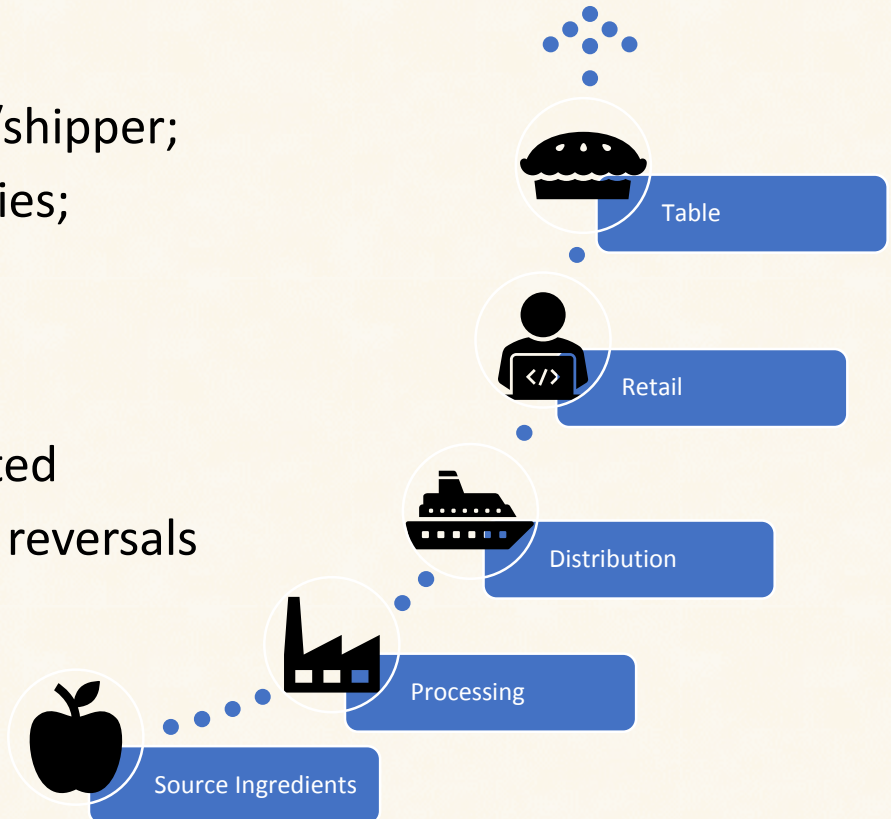 /shipper;
ies;
Table
Retail
</>
ted
reversals
Distribution
Processing
Source Ingredients